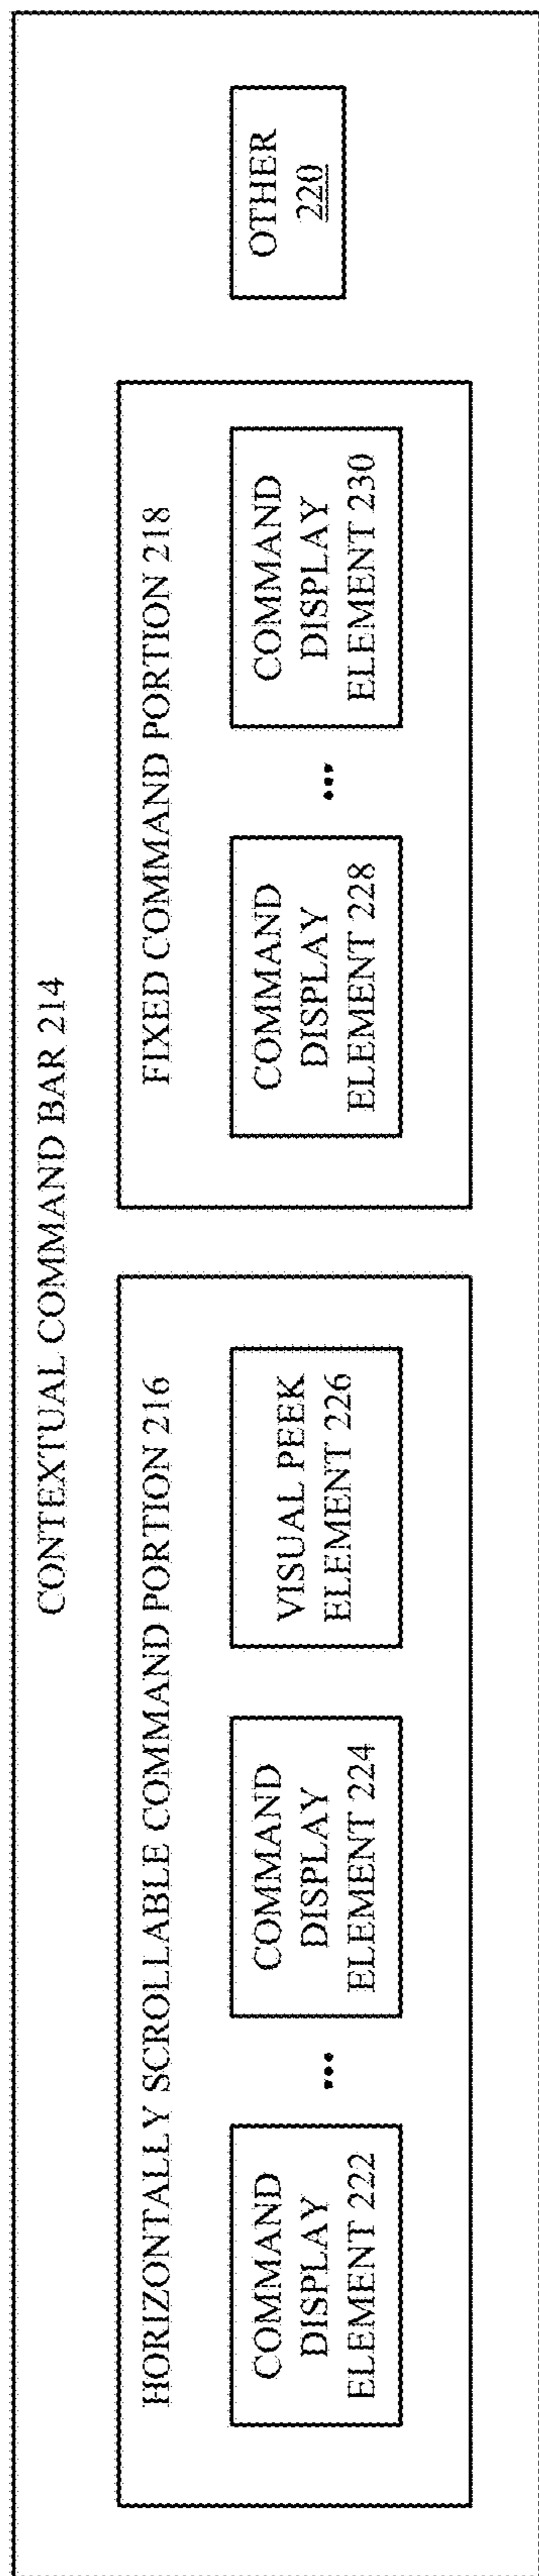 CONTEXTUAL COMMAND BAR 214
HORIZONTALLY SCROLLABLE COMMAND PORTION 216
COMMAND
DISPLAY
ELEMENT 222
...
COMMAND
DISPLAY
ELEMENT 224
VISUAL PEEK
ELEMENT 226
FIXED COMMAND PORTION 218
COMMAND
DISPLAY
ELEMENT 228
...
COMMAND
DISPLAY
ELEMENT 230
OTHER
220